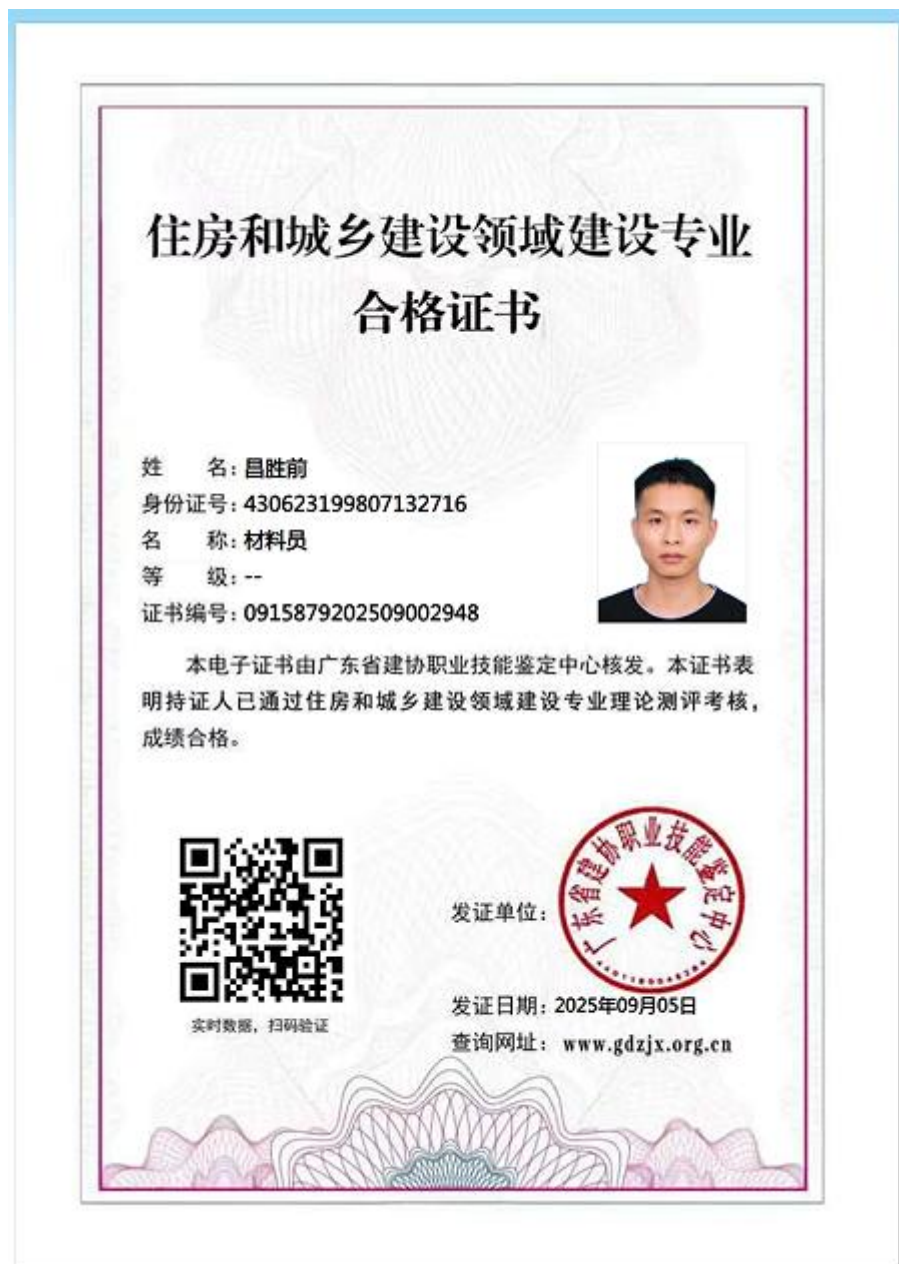 住房和城乡建设领域建设专业
合格证书
姓 名：昌胜前
身份证号：430623199807132716
名 称：材料员
等 级：--
证书编号：0915879202509002948
本电子证书由广东省建协职业技能鉴定中心核发。本证书表
明持证人已通过住房和城乡建设领域建设专业理论测评考核，
成绩合格。
广东省建协职业技能鉴定中心
发证单位：
实时数据，扫码验证
发证日期：2025年09月05日
查询网址：www.gdzjx.org.cn